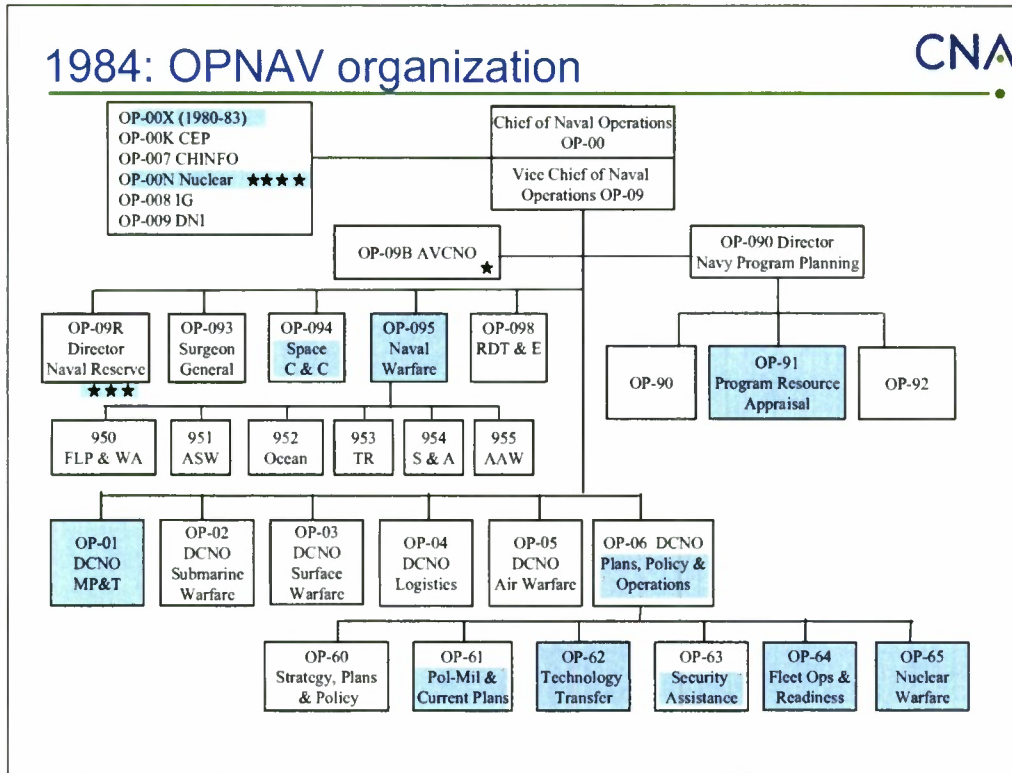 1984: OPNAV organization
CNA
OP-00X (1980-83)
OP-00K CEP
OP-007 CHINFO
OP-00N Nuclear ★★★★
OP-008 IG
OP-009 DNI
Chief of Naval Operations
OP-00
Vice Chief of Naval
Operations OP-09
OP-09B AVCNO
★
OP-090 Director
Navy Program Planning
OP-09R
Director
Naval Reserve
★★★
OP-093
Surgeon
General
OP-094
Space
C & C
OP-095
Naval
Warfare
OP-098
RDT & E
OP-90
OP-91
Program Resource
Appraisal
OP-92
950
FLP & WA
951
ASW
952
Ocean
953
TR
954
S & A
955
AAW
OP-01
DCNO
MP&T
OP-02
DCNO
Submarine
Warfare
OP-03
DCNO
Surface
Warfare
OP-04
DCNO
Logistics
OP-05
DCNO
Air Warfare
OP-06 DCNO
Plans, Policy &
Operations
OP-60
Strategy, Plans
& Policy
OP-61
Pol-Mil &
Current Plans
OP-62
Technology
Transfer
OP-63
Security
Assistance
OP-64
Fleet Ops &
Readiness
OP-65
Nuclear
Warfare